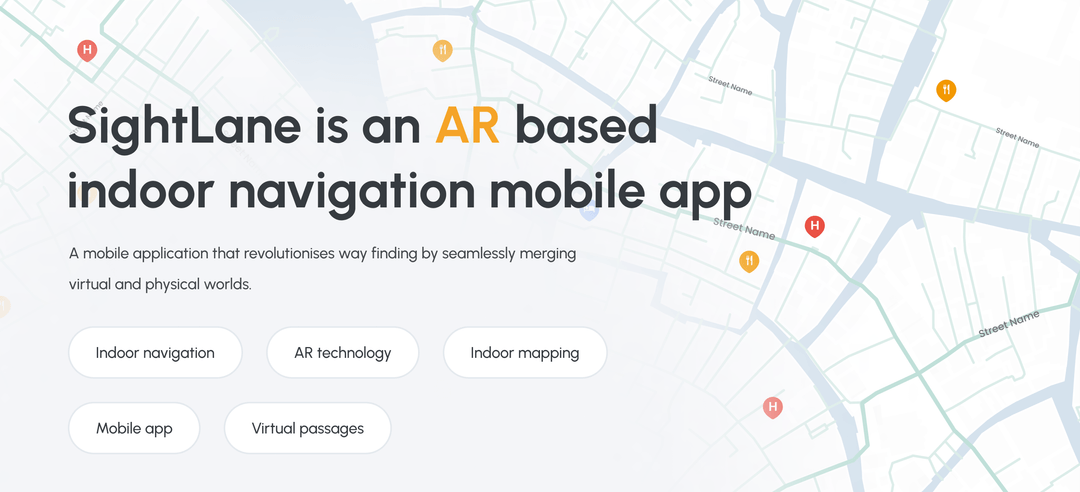 H
SightLane is an AR based
indoor navigation mobile app
A mobile application that revolutionises way finding by seamlessly merging
virtual and physical worlds.
Indoor navigation
AR technology
Indoor mapping
Mobile app
Virtual passages
Street Name
Street Name
Street Name
H
Street Name
H